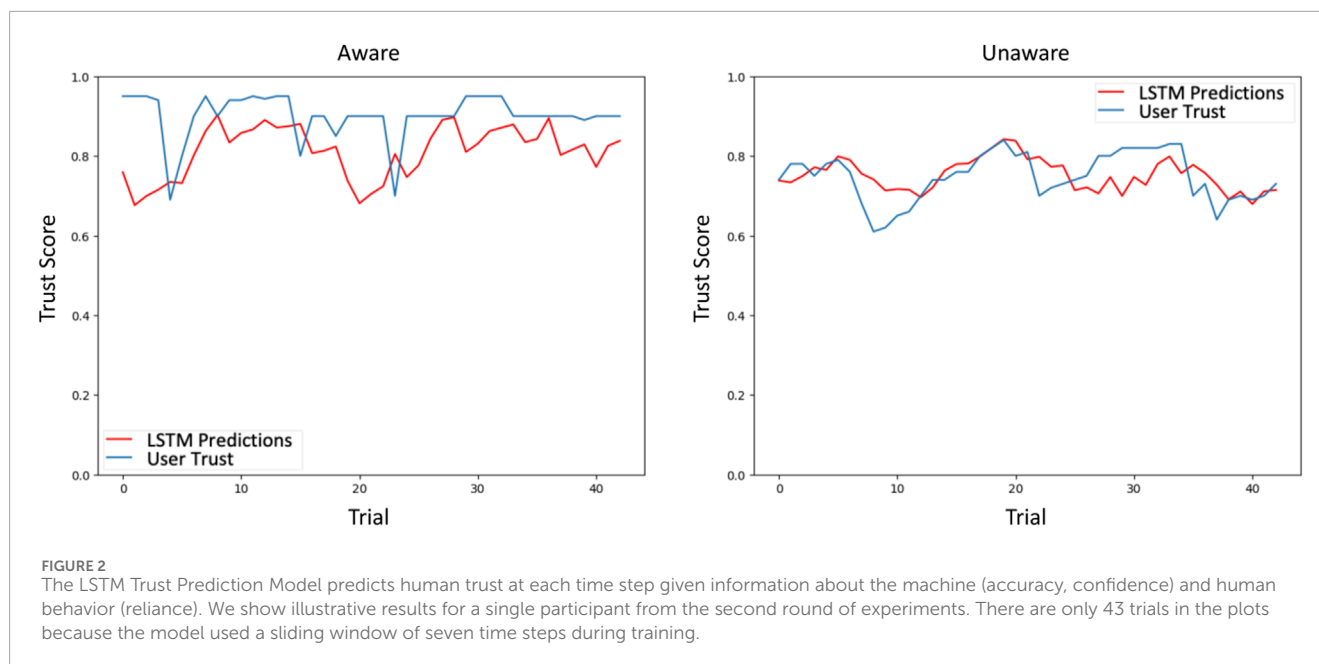 Aware
1.0
0.8
0.6
0.4
0.2
0.0
Trust Score
LSTM Predictions
User Trust
0
10
20
30
40
Trial
Unaware
1.0
0.8
0.6
0.4
0.2
0.0
Trust Score
LSTM Predictions
User Trust
0
10
20
30
40
Trial
FIGURE 2
The LSTM Trust Prediction Model predicts human trust at each time step given information about the machine (accuracy, confidence) and human
behavior (reliance). We show illustrative results for a single participant from the second round of experiments. There are only 43 trials in the plots
because the model used a sliding window of seven time steps during training.